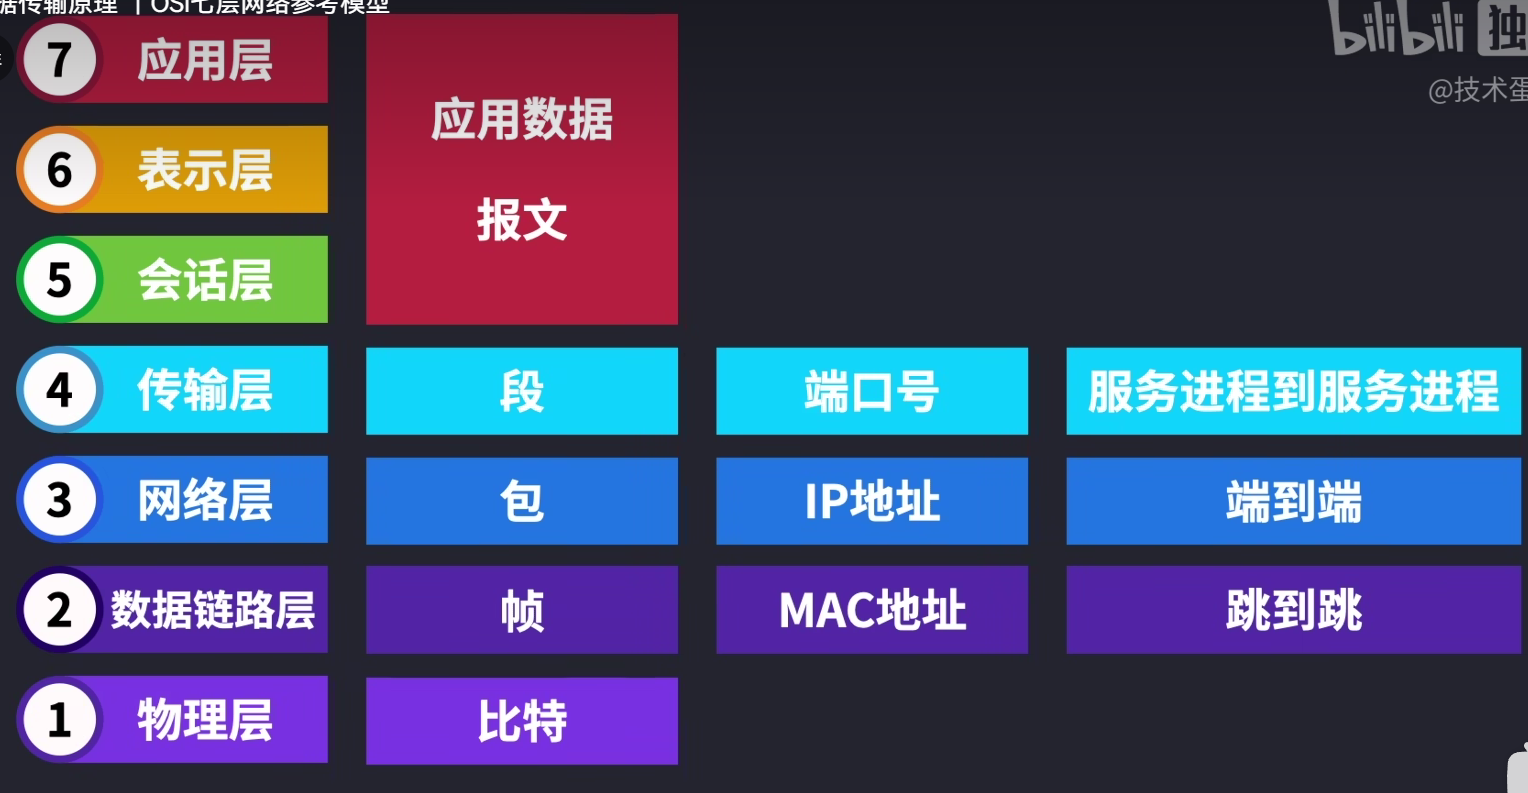 据传输原理 | OSI七层网络参考模型
bilibili 独
@技术蛋
7 应用层
应用数据
6 表示层
报文
5 会话层
4 传输层 段 端口号 服务进程到服务进程
3 网络层 包 IP地址 端到端
2 数据链路层 帧 MAC地址 跳到跳
1 物理层 比特